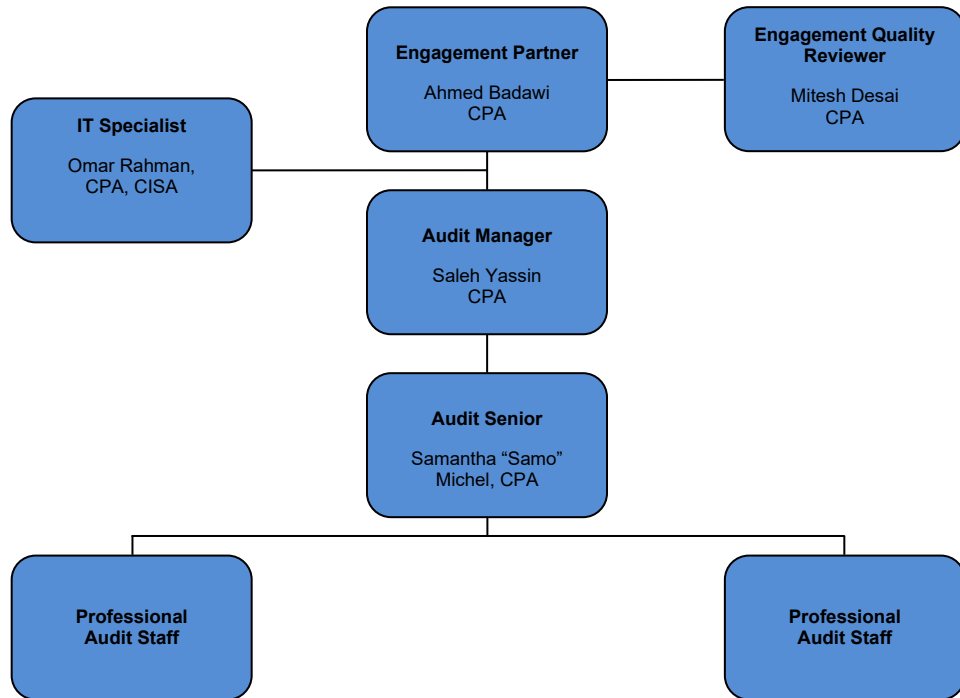 Engagement Partner
Ahmed Badawi
CPA
Engagement Quality
Reviewer
Mitesh Desai
CPA
IT Specialist
Omar Rahman,
CPA, CISA
Audit Manager
Saleh Yassin
CPA
Audit Senior
Samantha “Samo”
Michel, CPA
Professional
Audit Staff
Professional
Audit Staff